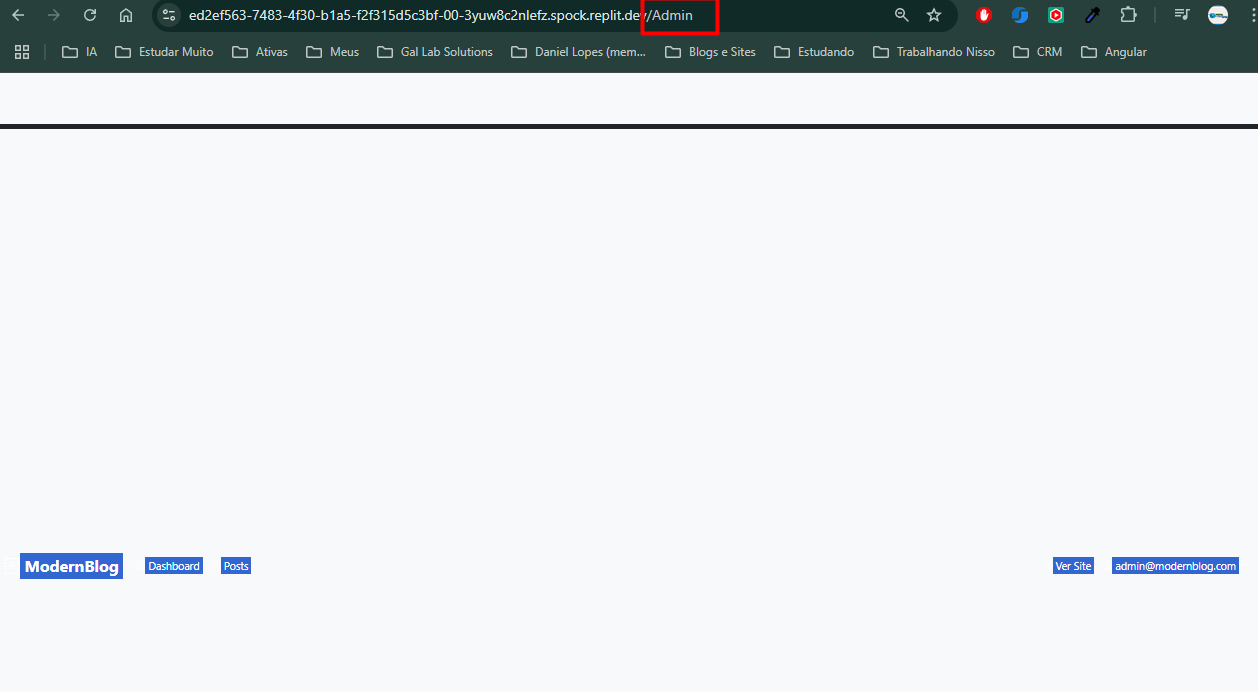 ed2ef563-7483-4f30-b1a5-f2f315d5c3bf-00-3yuw8c2nlefz.spock.replit.dev/Admin
IA Estudar Muito Ativas Meus Gal Lab Solutions Daniel Lopes (mem... Blogs e Sites Estudando Trabalhando Nisso CRM Angular
ModernBlog Dashboard Posts Ver Site admin@modernblog.com